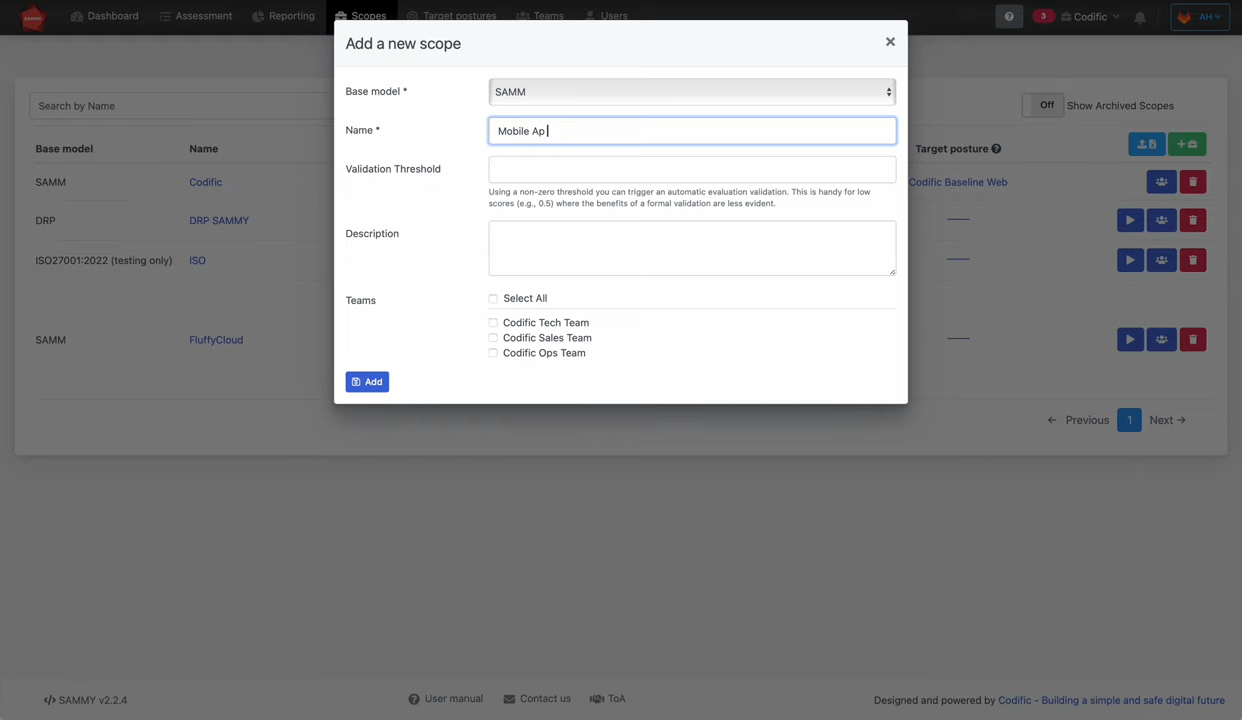 SAMMY
Dashboard
Assessment
Reporting
Scopes
Target postures
Teams
Users
3
Codific
AH
Add a new scope
Base model *
SAMM
Name *
Mobile Ap
Validation Threshold
Using a non-zero threshold you can trigger an automatic evaluation validation. This is handy for low
scores (e.g., 0.5) where the benefits of a formal validation are less evident.
Description
Teams
Select All
Codific Tech Team
Codific Sales Team
Codific Ops Team
Add
Search by Name
Off
Show Archived Scopes
Base model
Name
Target posture
SAMM
Codific
Codific Baseline Web
DRP
DRP SAMMY
ISO27001:2022 (testing only)
ISO
SAMM
FluffyCloud
Previous
1
Next
SAMMY v2.2.4
User manual
Contact us
ToA
Designed and powered by Codific - Building a simple and safe digital future